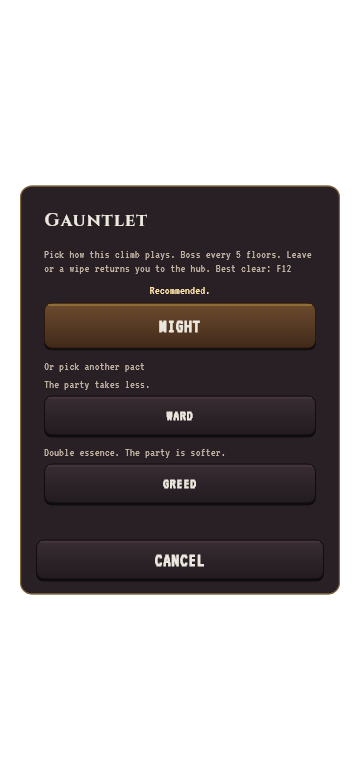 Gauntlet
Pick how this climb plays. Boss every 5 floors. Leave
or a wipe returns you to the hub. Best clear: F12
Recommended.
MIGHT
Or pick another pact
The party takes less.
WARD
Double essence. The party is softer.
GREED
CANCEL